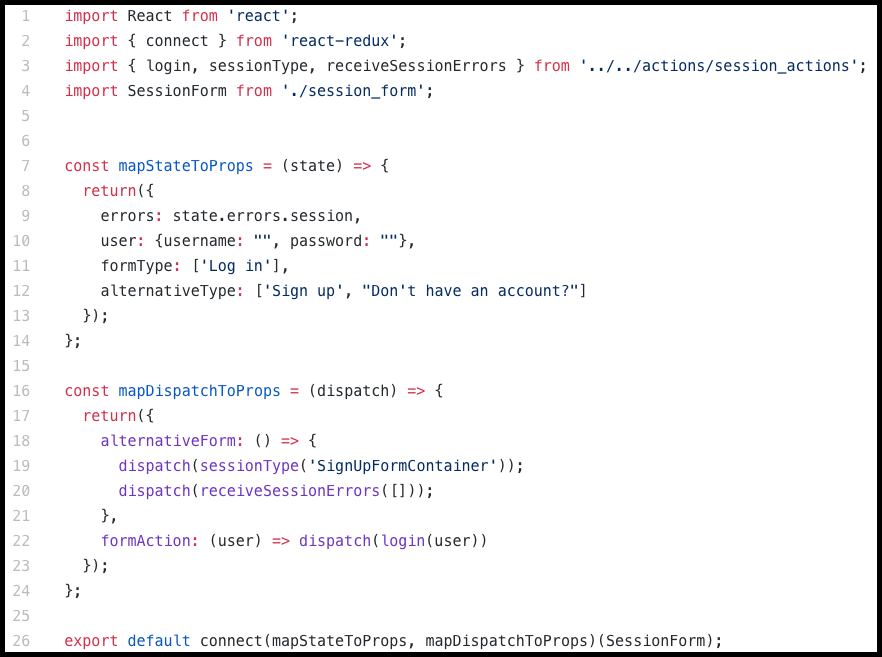 1 import React from 'react';
2 import { connect } from 'react-redux';
3 import { login, sessionType, receiveSessionErrors } from '../../actions/session_actions';
4 import SessionForm from './session_form';
5
6
7 const mapStateToProps = (state) => {
8   return({
9     errors: state.errors.session,
10     user: {username: "", password: ""},
11     formType: ['Log in'],
12     alternativeType: ['Sign up', "Don't have an account?"]
13   });
14 };
15
16 const mapDispatchToProps = (dispatch) => {
17   return({
18     alternativeForm: () => {
19       dispatch(sessionType('SignUpFormContainer'));
20       dispatch(receiveSessionErrors([]));
21     },
22     formAction: (user) => dispatch(login(user))
23   });
24 };
25
26 export default connect(mapStateToProps, mapDispatchToProps)(SessionForm);